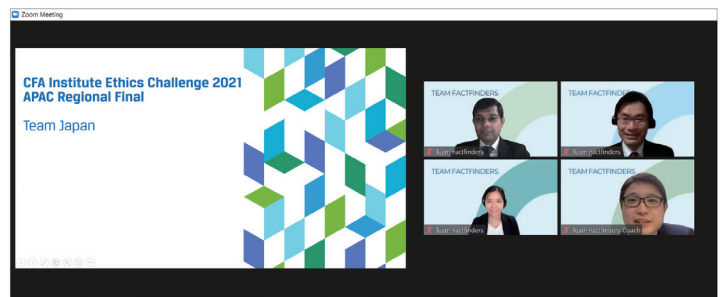 Zoom Meeting
CFA Institute Ethics Challenge 2021
APAC Regional Final
Team Japan
TEAM FACTFINDERS
Team Factfinders
TEAM FACTFINDERS
Team Factfinders
TEAM FACTFINDERS
Team Factfinders
TEAM FACTFINDERS
Team Factfinders Coach